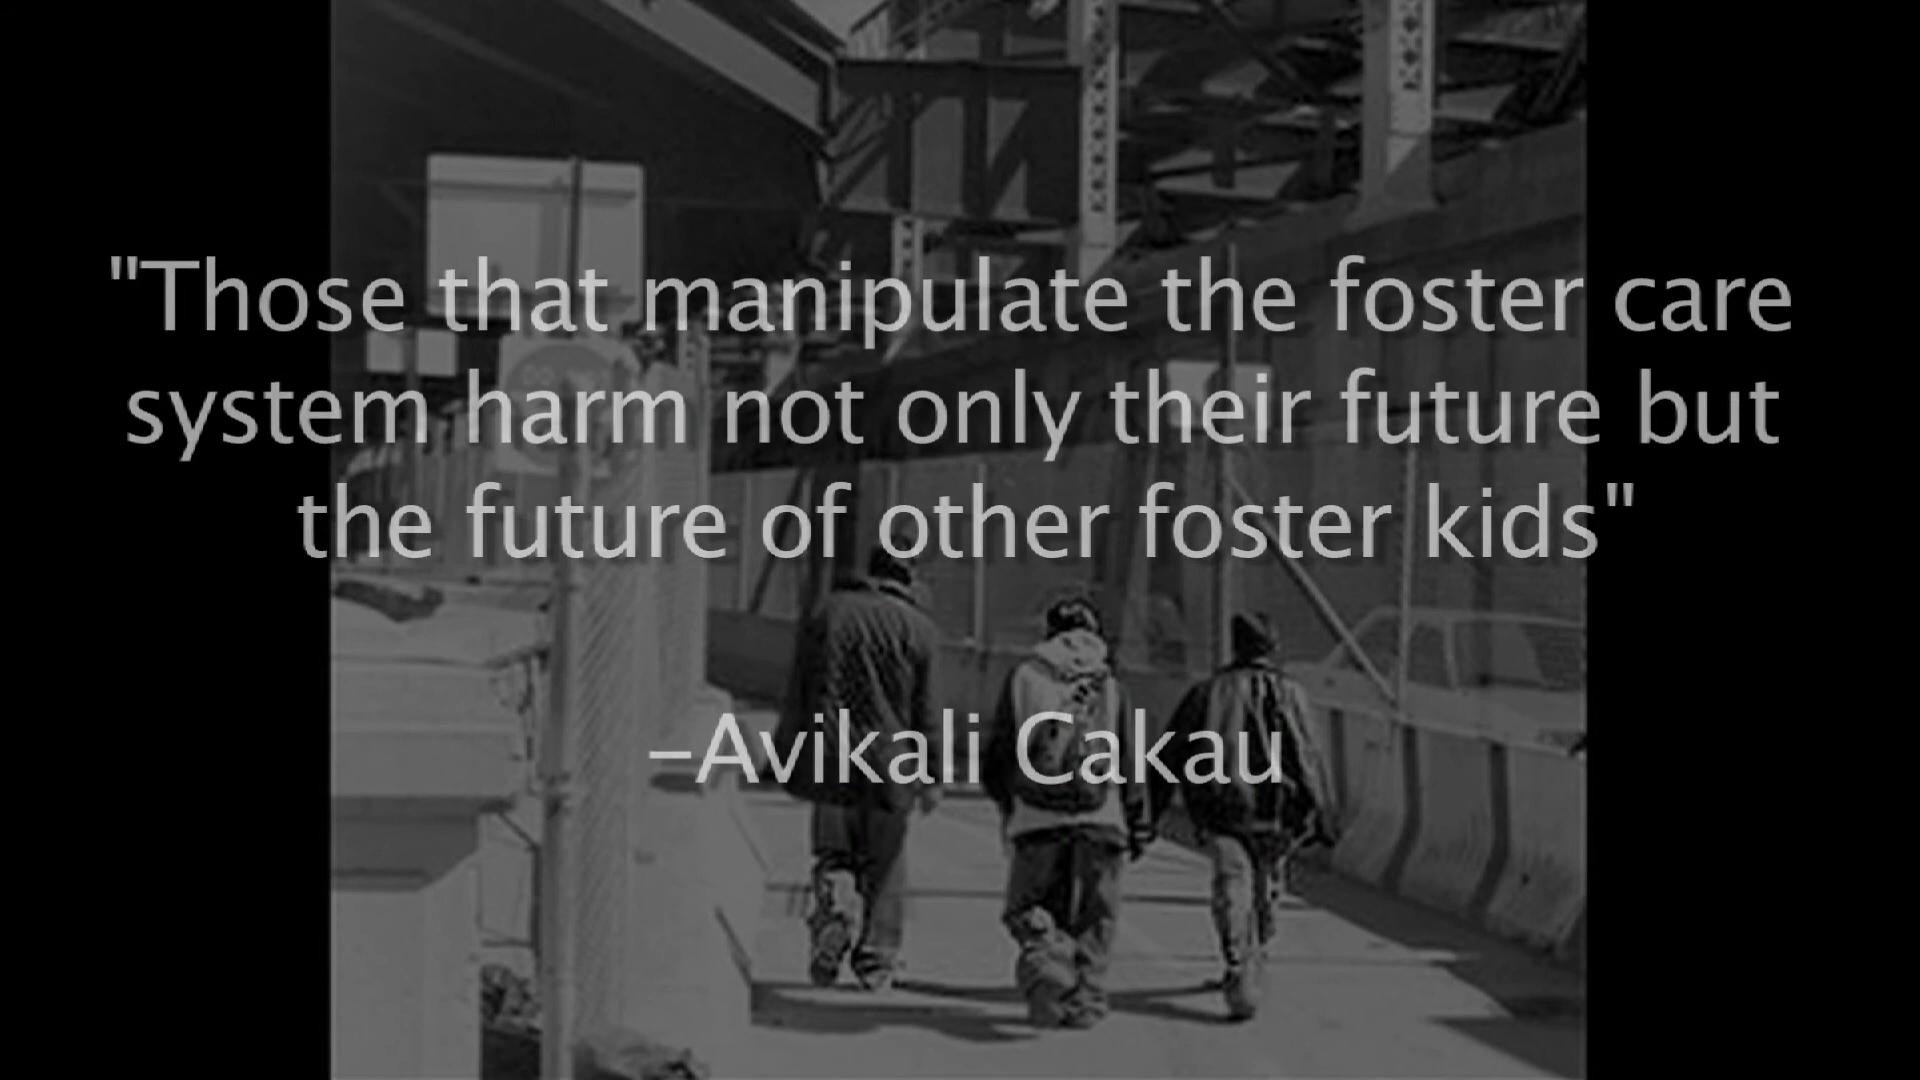 "Those that manipulate the foster care
system harm not only their future but
the future of other foster kids"
–Avikali Cakau